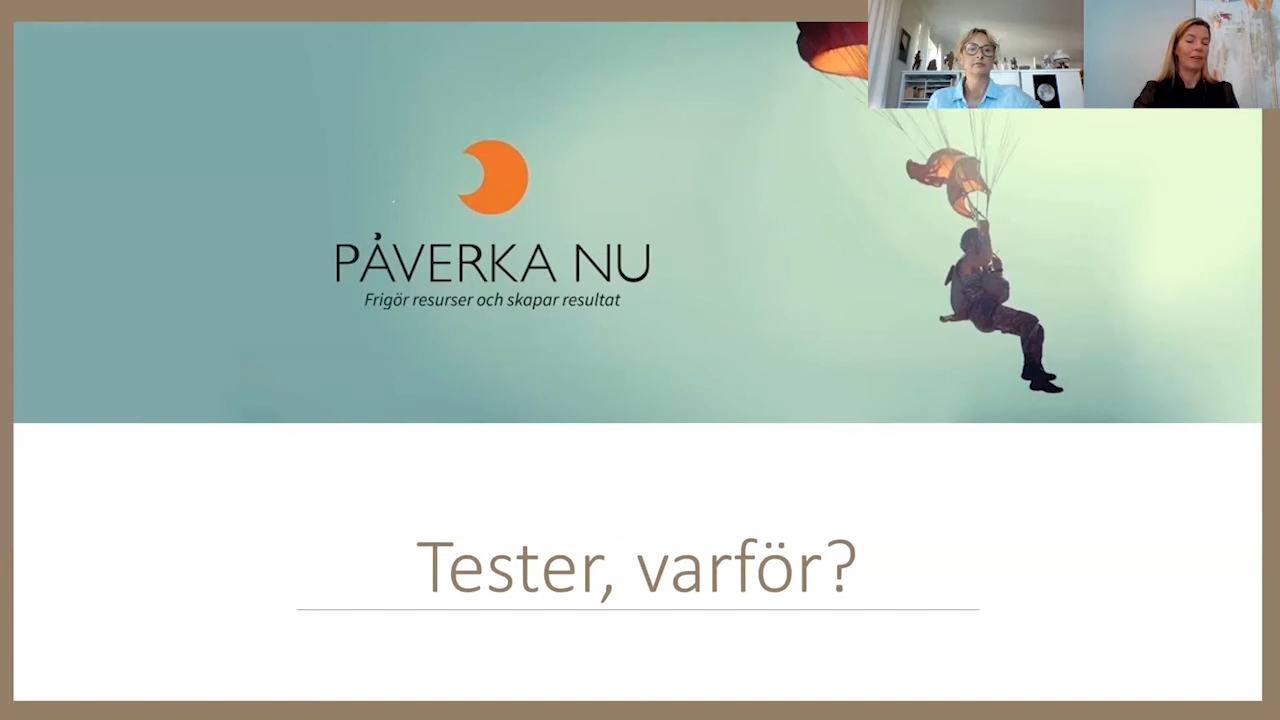 PÅVERKA NU
Frigör resurser och skapar resultat
Tester, varför?